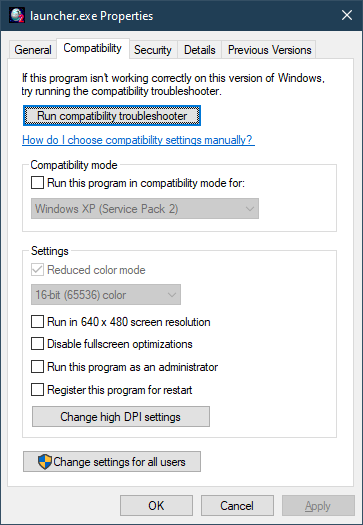 launcher.exe Properties
General
Compatibility
Security
Details
Previous Versions
If this program isn't working correctly on this version of Windows,
try running the compatibility troubleshooter.
Run compatibility troubleshooter
How do I choose compatibility settings manually?
Compatibility mode
Run this program in compatibility mode for:
Windows XP (Service Pack 2)
Settings
Reduced color mode
16-bit (65536) color
Run in 640 x 480 screen resolution
Disable fullscreen optimizations
Run this program as an administrator
Register this program for restart
Change high DPI settings
Change settings for all users
OK
Cancel
Apply